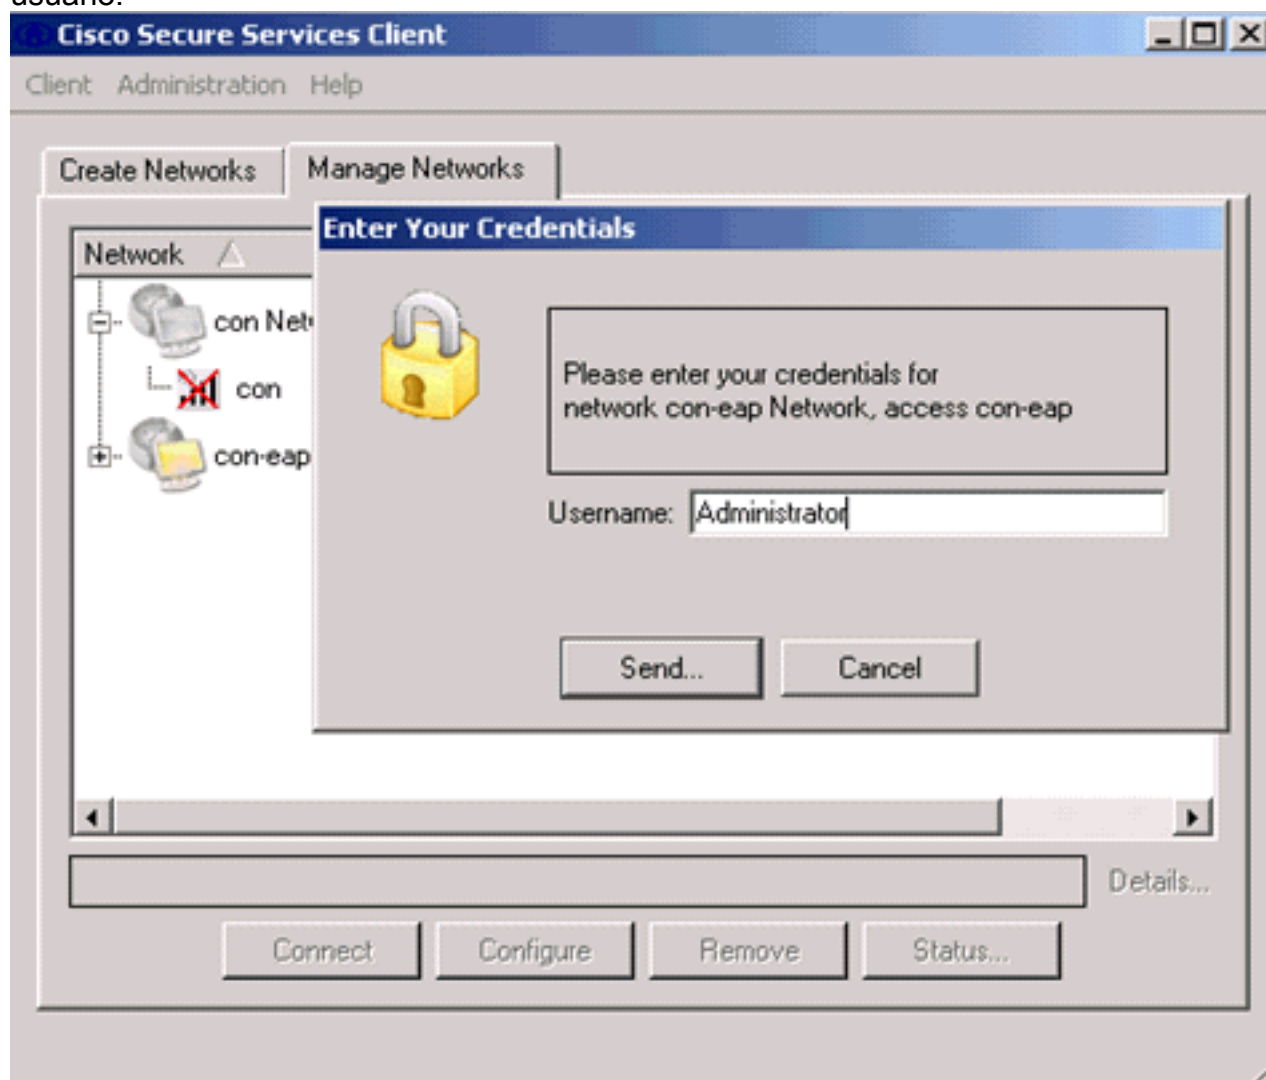 usuario.
Cisco Secure Services Client
Client Administration Help
Create Networks Manage Networks
Enter Your Credentials
Network
con Net
con
con-eap
Please enter your credentials for
network con-eap Network, access con-eap
Username: Administrator
Send... Cancel
Details...
Connect Configure Remove Status...